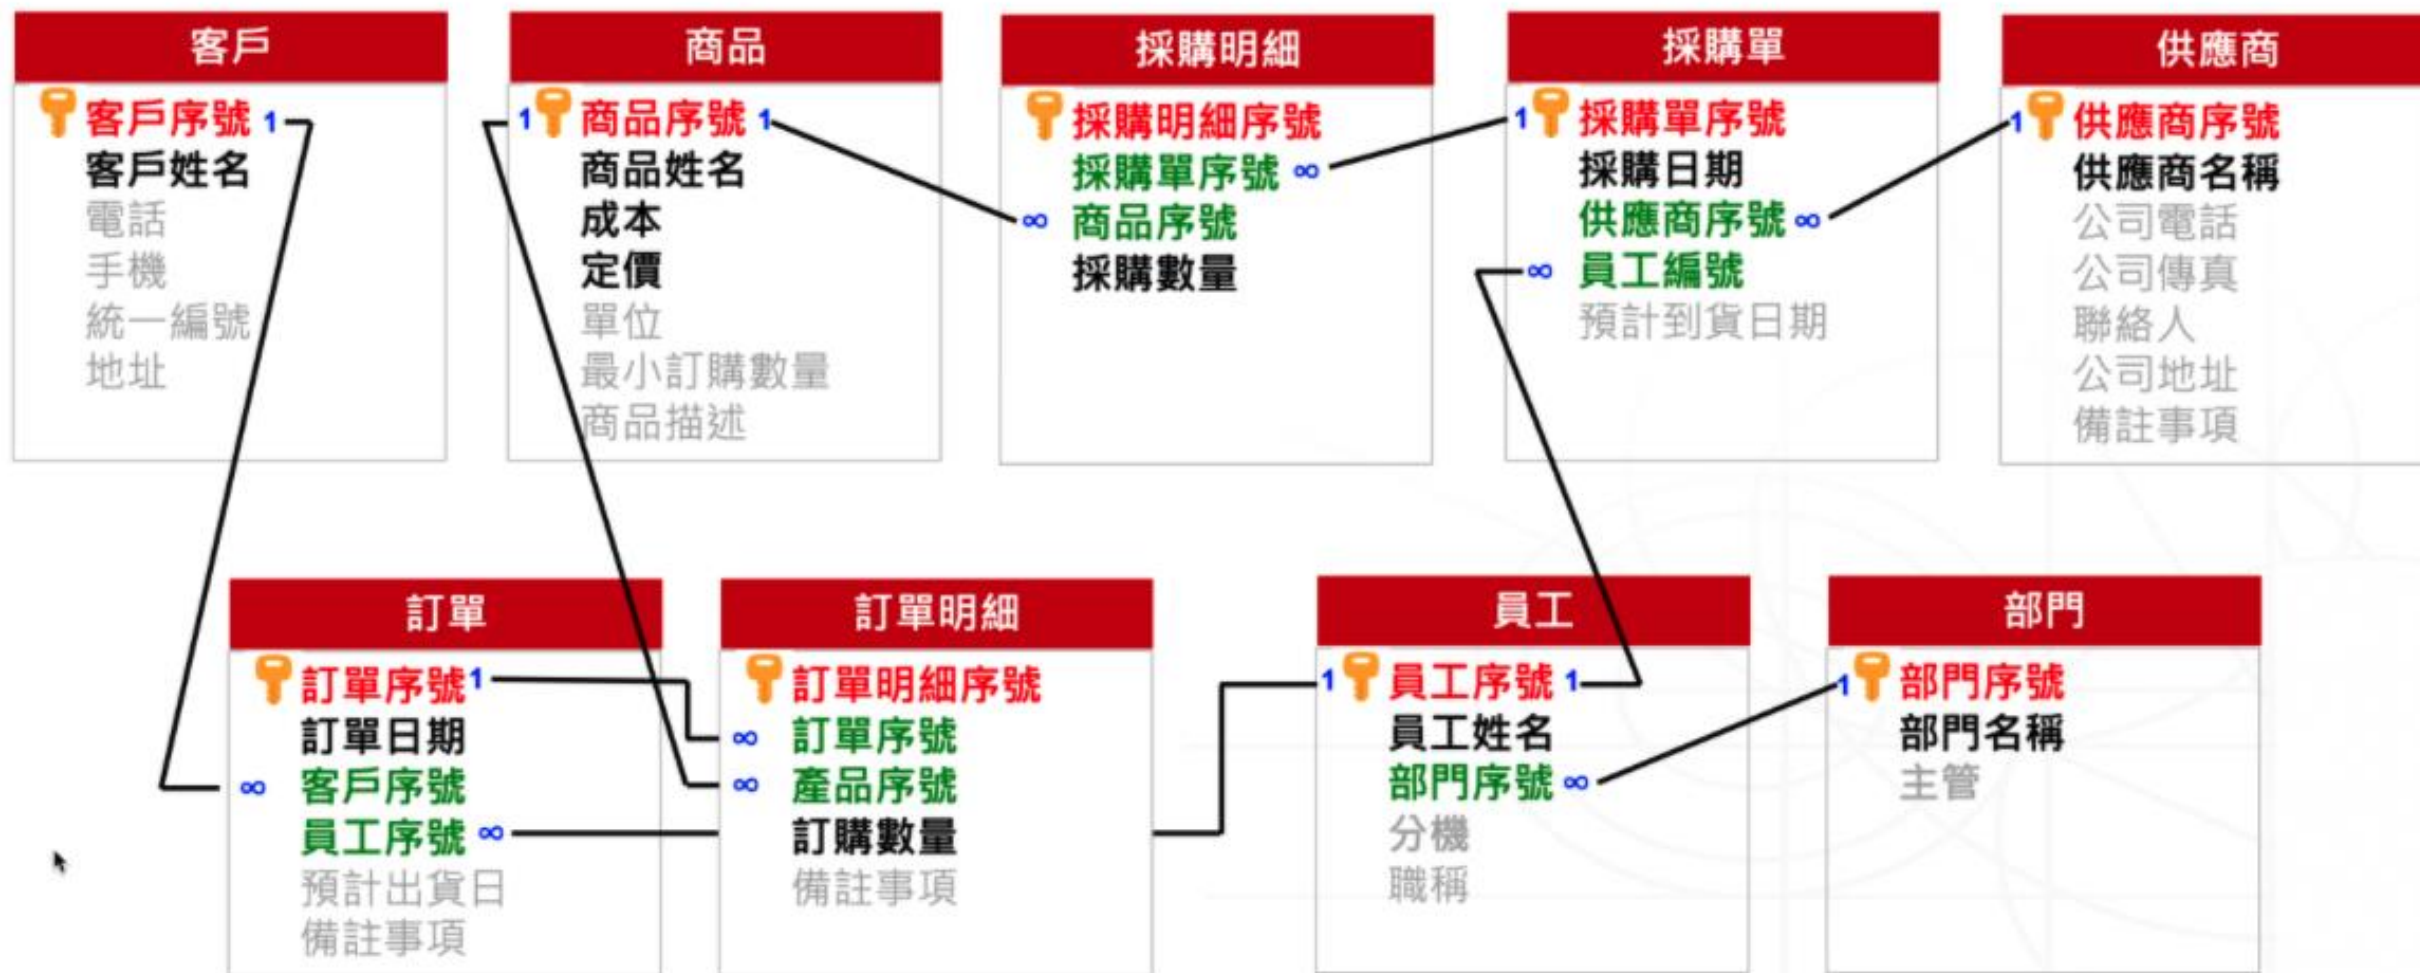 客戶
客戶序號 1
客戶姓名
電話
手機
統一編號
地址
商品
1 商品序號 1
商品姓名
成本
定價
單位
最小訂購數量
商品描述
採購明細
採購明細序號
採購單序號 ∞
∞ 商品序號
採購數量
採購單
1 採購單序號
採購日期
供應商序號 ∞
∞ 員工編號
預計到貨日期
供應商
1 供應商序號
供應商名稱
公司電話
公司傳真
聯絡人
公司地址
備註事項
訂單
訂單序號 1
訂單日期
∞ 客戶序號
員工序號 ∞
預計出貨日
備註事項
訂單明細
訂單明細序號
∞ 訂單序號
∞ 產品序號
訂購數量
備註事項
員工
1 員工序號 1
員工姓名
部門序號 ∞
分機
職稱
部門
1 部門序號
部門名稱
主管